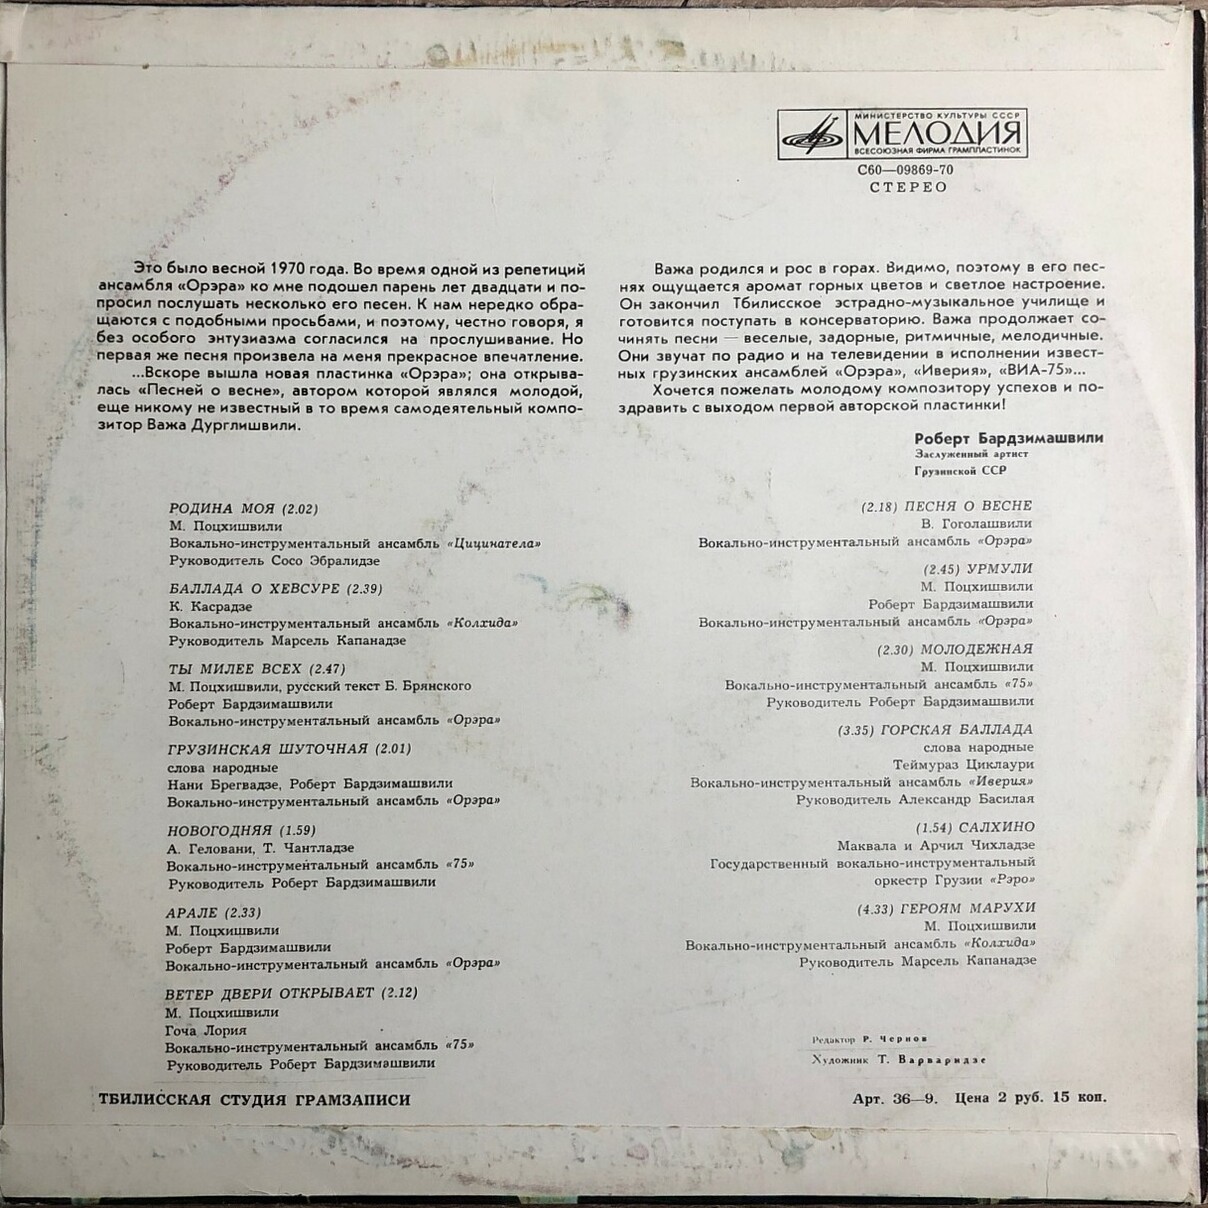 МИНИСТЕРСТВО КУЛЬТУРЫ СССР
МЕЛОДИЯ
ВСЕСОЮЗНАЯ ФИРМА ГРАМПЛАСТИНОК
С60—09869-70
СТЕРЕО
Это было весной 1970 года. Во время одной из репетиций
ансамбля «Орэра» ко мне подошел парень лет двадцати и по-
просил послушать несколько его песен. К нам нередко обра-
щаются с подобными просьбами, и поэтому, честно говоря, я
без особого энтузиазма согласился на прослушивание. Но
первая же песня произвела на меня прекрасное впечатление.
...Вскоре вышла новая пластинка «Орэра»; она открыва-
лась «Песней о весне», автором которой являлся молодой,
еще никому не известный в то время самодеятельный компо-
зитор Важа Дурглишвили.
Важа родился и рос в горах. Видимо, поэтому в его пес-
нях ощущается аромат горных цветов и светлое настроение.
Он закончил Тбилисское эстрадно-музыкальное училище и
готовится поступать в консерваторию. Важа продолжает со-
чинять песни — веселые, задорные, ритмичные, мелодичные.
Они звучат по радио и на телевидении в исполнении извест-
ных грузинских ансамблей «Орэра», «Иверия», «ВИА-75»...
Хочется пожелать молодому композитору успехов и по-
здравить с выходом первой авторской пластинки!
Роберт Бардзимашвили
Заслуженный артист
Грузинской ССР
РОДИНА МОЯ (2.02)
М. Поцхишвили
Вокально-инструментальный ансамбль «Цицинатела»
Руководитель Сосо Эбралидзе
БАЛЛАДА О ХЕВСУРЕ (2.39)
К. Касрадзе
Вокально-инструментальный ансамбль «Колхида»
Руководитель Марсель Капанадзе
ТЫ МИЛЕЕ ВСЕХ (2.47)
М. Поцхишвили, русский текст Б. Брянского
Роберт Бардзимашвили
Вокально-инструментальный ансамбль «Орэра»
ГРУЗИНСКАЯ ШУТОЧНАЯ (2.01)
слова народные
Нани Брегвадзе, Роберт Бардзимашвили
Вокально-инструментальный ансамбль «Орэра»
НОВОГОДНЯЯ (1.59)
А. Геловани, Т. Чантладзе
Вокально-инструментальный ансамбль «75»
Руководитель Роберт Бардзимашвили
АРАЛЕ (2.33)
М. Поцхишвили
Роберт Бардзимашвили
Вокально-инструментальный ансамбль «Орэра»
ВЕТЕР ДВЕРИ ОТКРЫВАЕТ (2.12)
М. Поцхишвили
Гоча Лория
Вокально-инструментальный ансамбль «75»
Руководитель Роберт Бардзимашвили
(2.18) ПЕСНЯ О ВЕСНЕ
В. Гоголашвили
Вокально-инструментальный ансамбль «Орэра»
(2.45) УРМУЛИ
М. Поцхишвили
Роберт Бардзимашвили
Вокально-инструментальный ансамбль «Орэра»
(2.30) МОЛОДЕЖНАЯ
М. Поцхишвили
Вокально-инструментальный ансамбль «75»
Руководитель Роберт Бардзимашвили
(3.35) ГОРСКАЯ БАЛЛАДА
слова народные
Теймураз Циклаури
Вокально-инструментальный ансамбль «Иверия»
Руководитель Александр Басилая
(1.54) САЛХИНО
Маквала и Арчил Чихладзе
Государственный вокально-инструментальный
оркестр Грузии «Рэро»
(4.33) ГЕРОЯМ МАРУХИ
М. Поцхишвили
Вокально-инструментальный ансамбль «Колхида»
Руководитель Марсель Капанадзе
Редактор Р. Чернов
Художник Т. Варваридзе
ТБИЛИССКАЯ СТУДИЯ ГРАМЗАПИСИ
Арт. 36—9. Цена 2 руб. 15 коп.